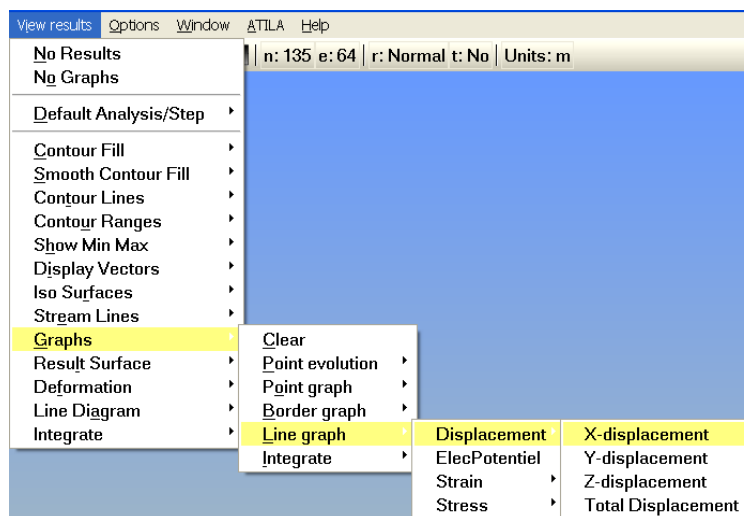 View results Options Window ATILA Help
n: 135 e: 64 r: Normal t: No Units: m
No Results
No Graphs
Default Analysis/Step
Contour Fill
Smooth Contour Fill
Contour Lines
Contour Ranges
Show Min Max
Display Vectors
Iso Surfaces
Stream Lines
Graphs
Result Surface
Deformation
Line Diagram
Integrate
Clear
Point evolution
Point graph
Border graph
Line graph
Integrate
Displacement
ElecPotentiel
Strain
Stress
X-displacement
Y-displacement
Z-displacement
Total Displacement